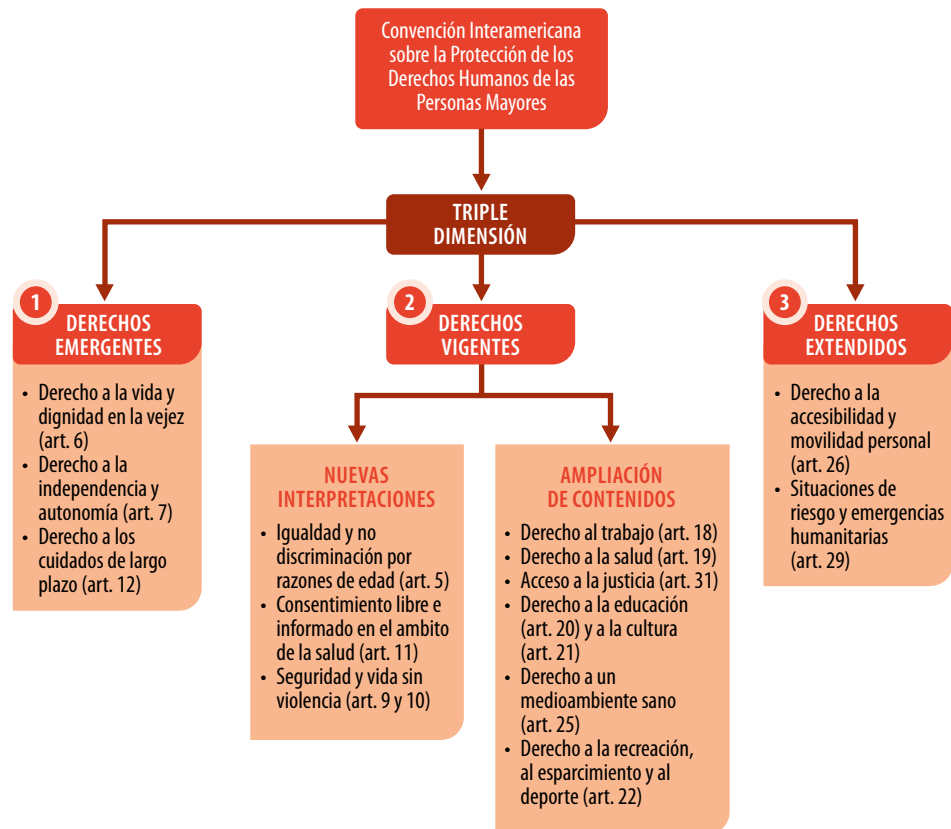 Convención Interamericana
sobre la Protección de los
Derechos Humanos de las
Personas Mayores
TRIPLE
DIMENSIÓN
1
DERECHOS
EMERGENTES
• Derecho a la vida y
dignidad en la vejez
(art. 6)
• Derecho a la
independencia y
autonomía (art. 7)
• Derecho a los
cuidados de largo
plazo (art. 12)
2
DERECHOS
VIGENTES
NUEVAS
INTERPRETACIONES
• Igualdad y no
discriminación por
razones de edad (art. 5)
• Consentimiento libre e
informado en el ambito
de la salud (art. 11)
• Seguridad y vida sin
violencia (art. 9 y 10)
AMPLIACIÓN
DE CONTENIDOS
• Derecho al trabajo (art. 18)
• Derecho a la salud (art. 19)
• Acceso a la justicia (art. 31)
• Derecho a la educación
(art. 20) y a la cultura
(art. 21)
• Derecho a un
medioambiente sano
(art. 25)
• Derecho a la recreación,
al esparcimiento y al
deporte (art. 22)
3
DERECHOS
EXTENDIDOS
• Derecho a la
accesibilidad y
movilidad personal
(art. 26)
• Situaciones de
riesgo y emergencias
humanitarias
(art. 29)